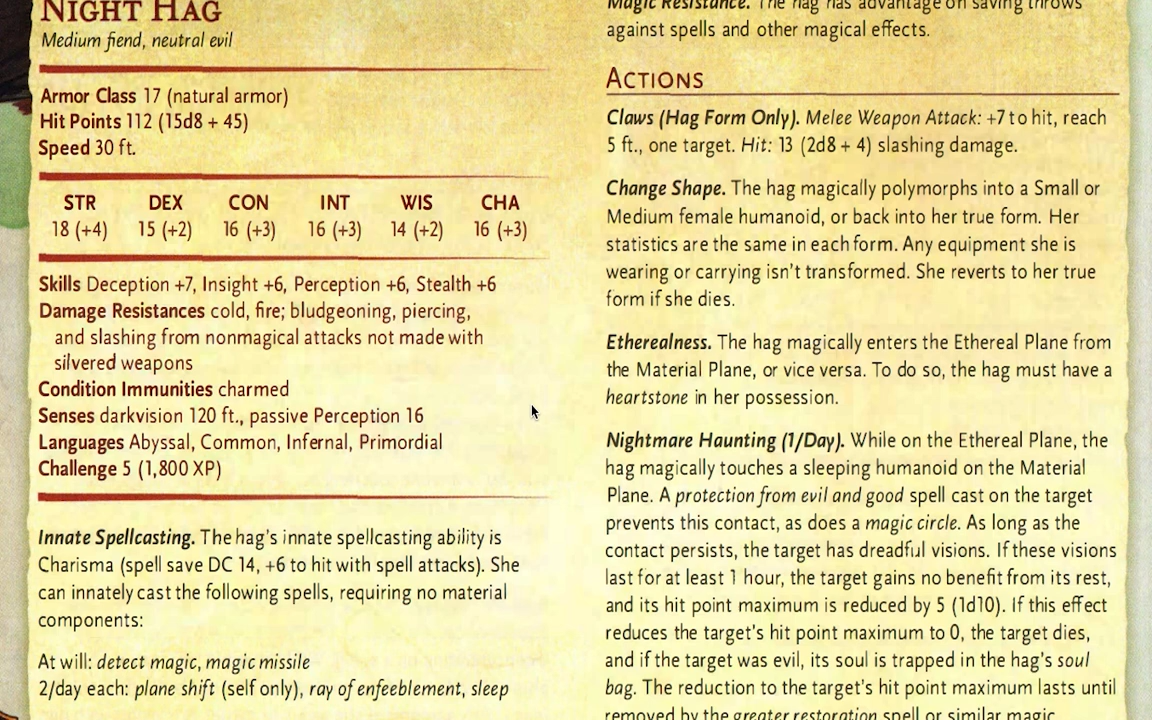 NIGHT HAG
Medium fiend, neutral evil
Armor Class 17 (natural armor)
Hit Points 112 (15d8 + 45)
Speed 30 ft.
STR DEX CON INT WIS CHA
18 (+4) 15 (+2) 16 (+3) 16 (+3) 14 (+2) 16 (+3)
Skills Deception +7, Insight +6, Perception +6, Stealth +6
Damage Resistances cold, fire; bludgeoning, piercing,
and slashing from nonmagical attacks not made with
silvered weapons
Condition Immunities charmed
Senses darkvision 120 ft., passive Perception 16
Languages Abyssal, Common, Infernal, Primordial
Challenge 5 (1,800 XP)
Innate Spellcasting. The hag's innate spellcasting ability is
Charisma (spell save DC 14, +6 to hit with spell attacks). She
can innately cast the following spells, requiring no material
components:
At will: detect magic, magic missile
2/day each: plane shift (self only), ray of enfeeblement, sleep
Magic Resistance. The hag has advantage on saving throws
against spells and other magical effects.
ACTIONS
Claws (Hag Form Only). Melee Weapon Attack: +7 to hit, reach
5 ft., one target. Hit: 13 (2d8 + 4) slashing damage.
Change Shape. The hag magically polymorphs into a Small or
Medium female humanoid, or back into her true form. Her
statistics are the same in each form. Any equipment she is
wearing or carrying isn't transformed. She reverts to her true
form if she dies.
Etherealness. The hag magically enters the Ethereal Plane from
the Material Plane, or vice versa. To do so, the hag must have a
heartstone in her possession.
Nightmare Haunting (1/Day). While on the Ethereal Plane, the
hag magically touches a sleeping humanoid on the Material
Plane. A protection from evil and good spell cast on the target
prevents this contact, as does a magic circle. As long as the
contact persists, the target has dreadful visions. If these visions
last for at least 1 hour, the target gains no benefit from its rest,
and its hit point maximum is reduced by 5 (1d10). If this effect
reduces the target's hit point maximum to 0, the target dies,
and if the target was evil, its soul is trapped in the hag's soul
bag. The reduction to the target's hit point maximum lasts until
removed by the greater restoration spell or similar magic